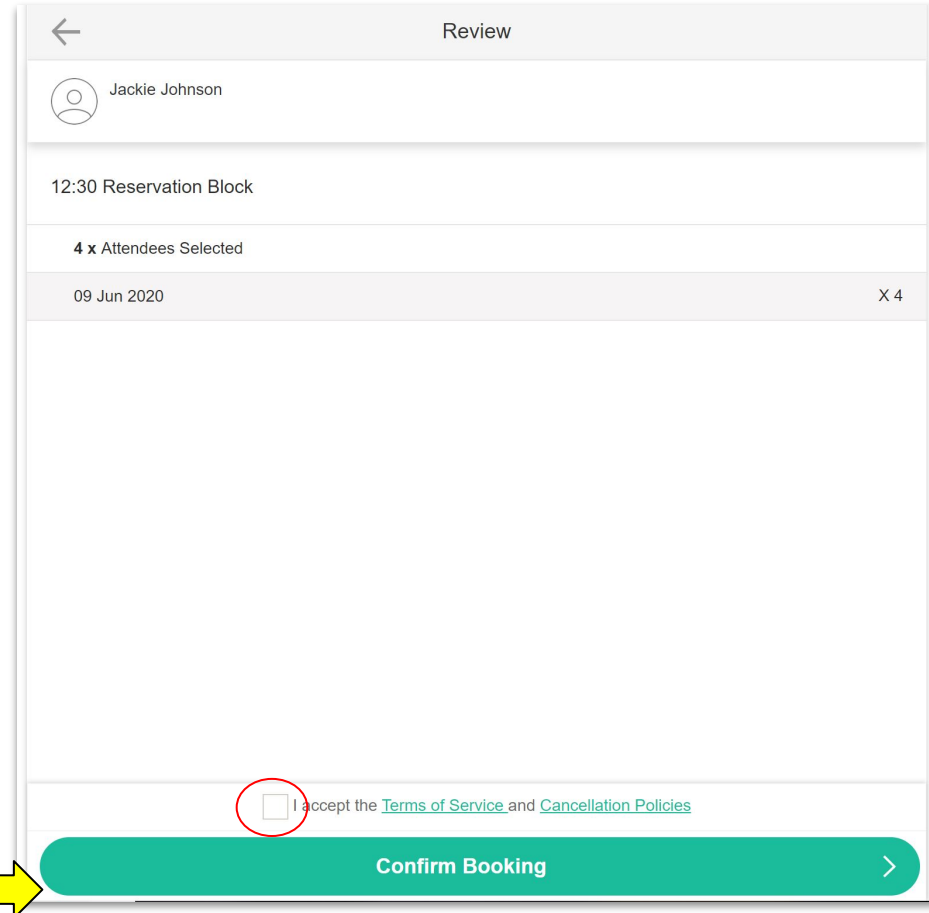 Review
Jackie Johnson
12:30 Reservation Block
4 x Attendees Selected
09 Jun 2020 X 4
I accept the Terms of Service and Cancellation Policies
Confirm Booking